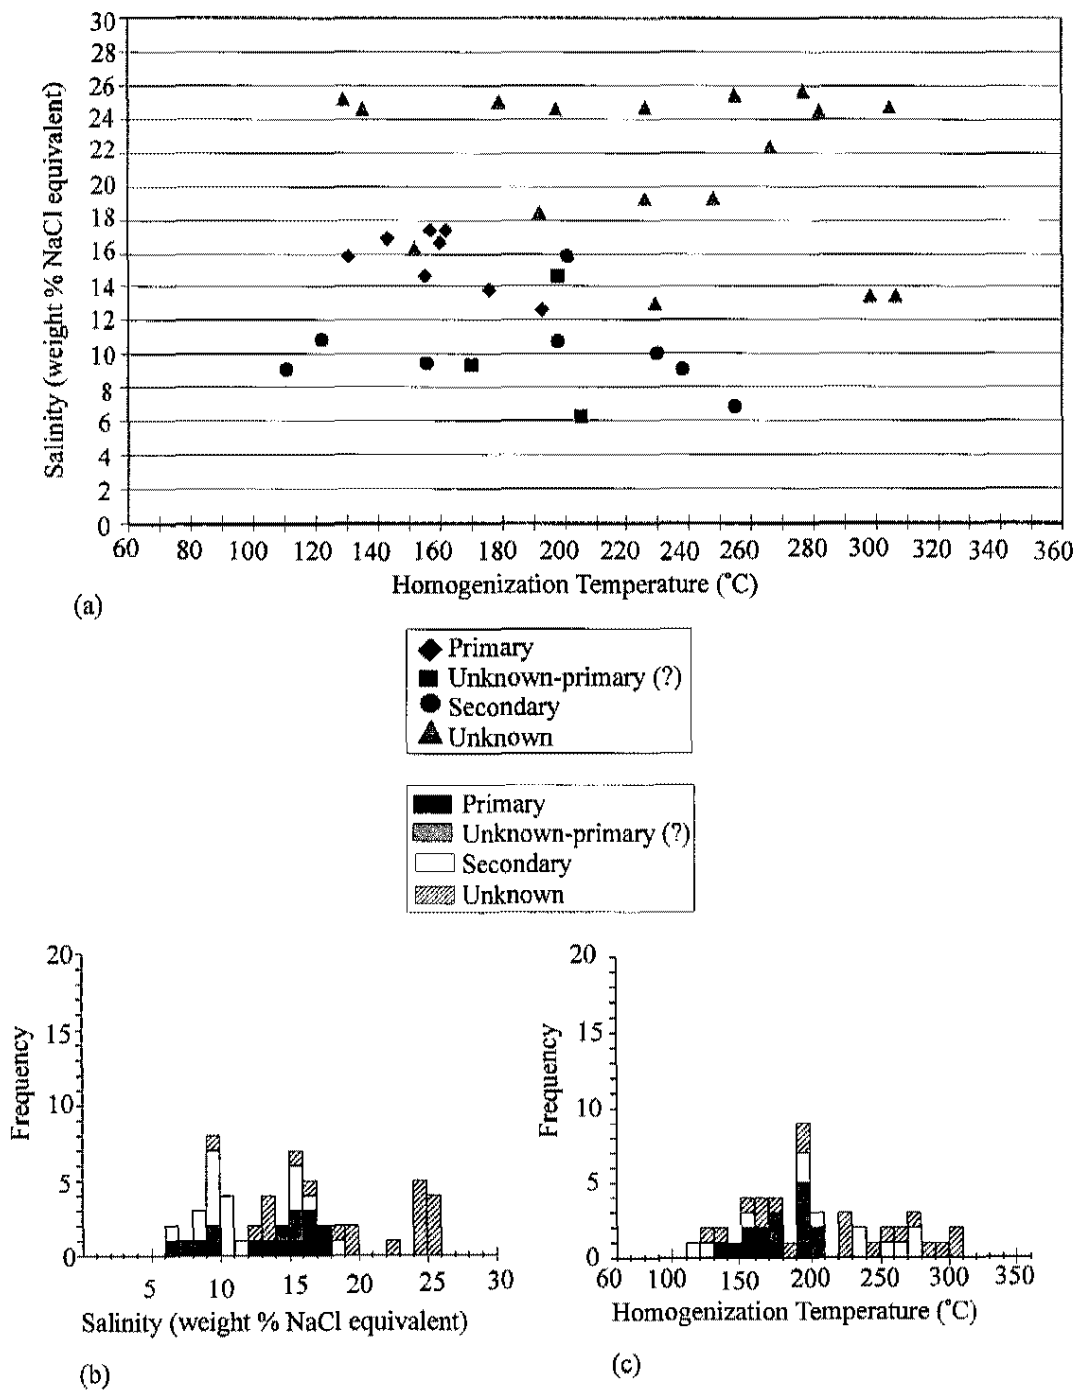 30
28
26
24
22
20
18
16
14
12
10
8
6
4
2
0
Salinity (weight % NaCl equivalent)
60 80 100 120 140 160 180 200 220 240 260 280 300 320 340 360
Homogenization Temperature (°C)
(a)
Primary
Unknown-primary (?)
Secondary
Unknown
Primary
Unknown-primary (?)
Secondary
Unknown
20
15
10
5
0
Frequency
5 10 15 20 25 30
Salinity (weight % NaCl equivalent)
(b)
20
15
10
5
0
Frequency
60 100 150 200 250 300 350
Homogenization Temperature (°C)
(c)